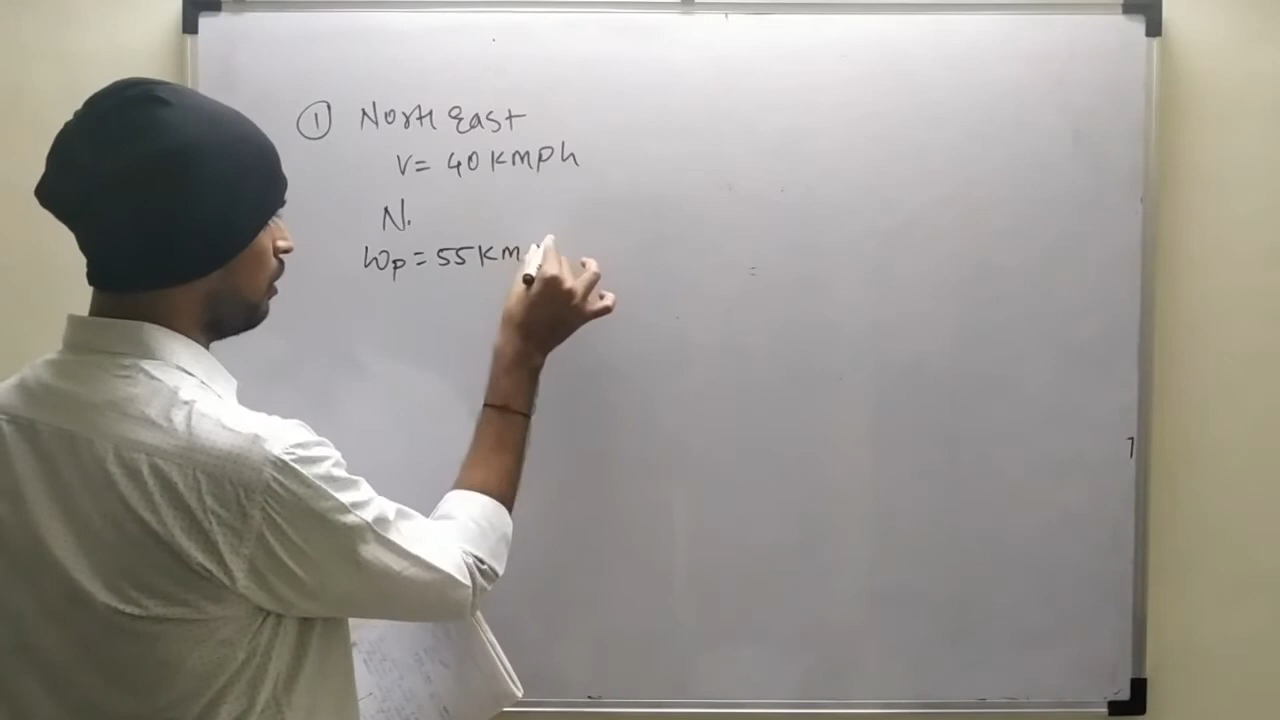 ① North East
V = 40 KMph
N.
Wp = 55 KM